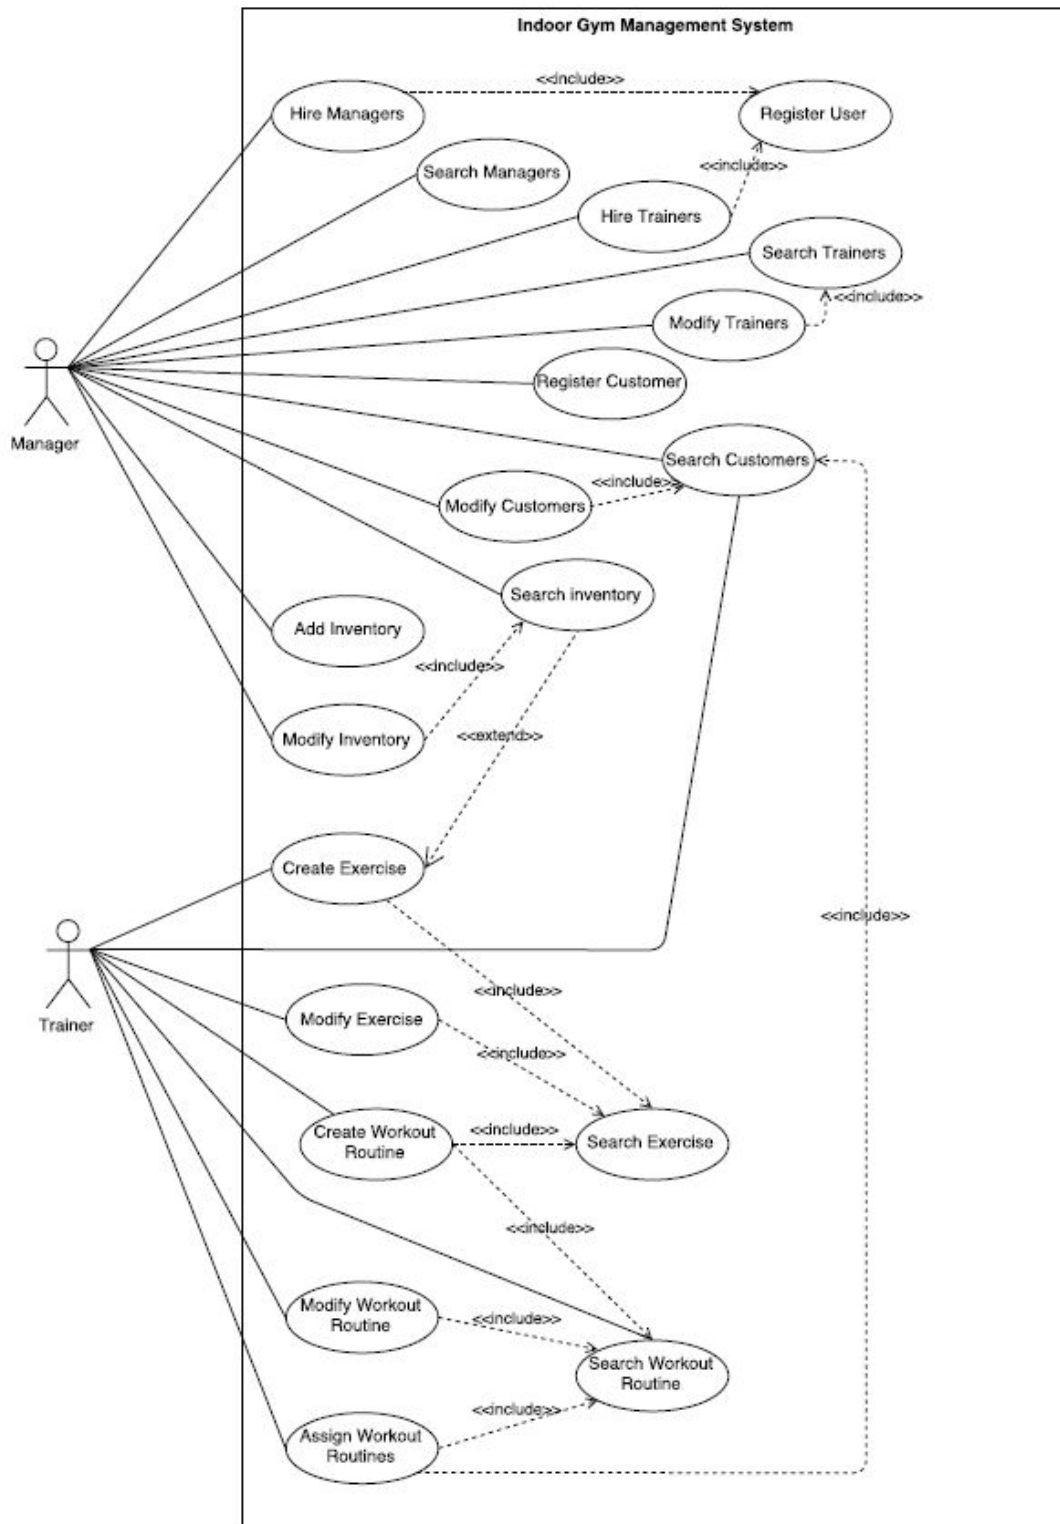 Indoor Gym Management System
<<include>>
Hire Managers
Register User
<<include>>
Search Managers
Hire Trainers
Search Trainers
<<include>>
Modify Trainers
Register Customer
Manager
Search Customers
<<include>>
Modify Customers
Search inventory
Add Inventory
<<include>>
Modify Inventory
<<extend>>
Create Exercise
<<include>>
Trainer
<<include>>
Modify Exercise
<<include>>
Create Workout
Routine
<<include>>
Search Exercise
<<include>>
Modify Workout
Routine
<<include>>
Search Workout
Routine
<<include>>
Assign Workout
Routines